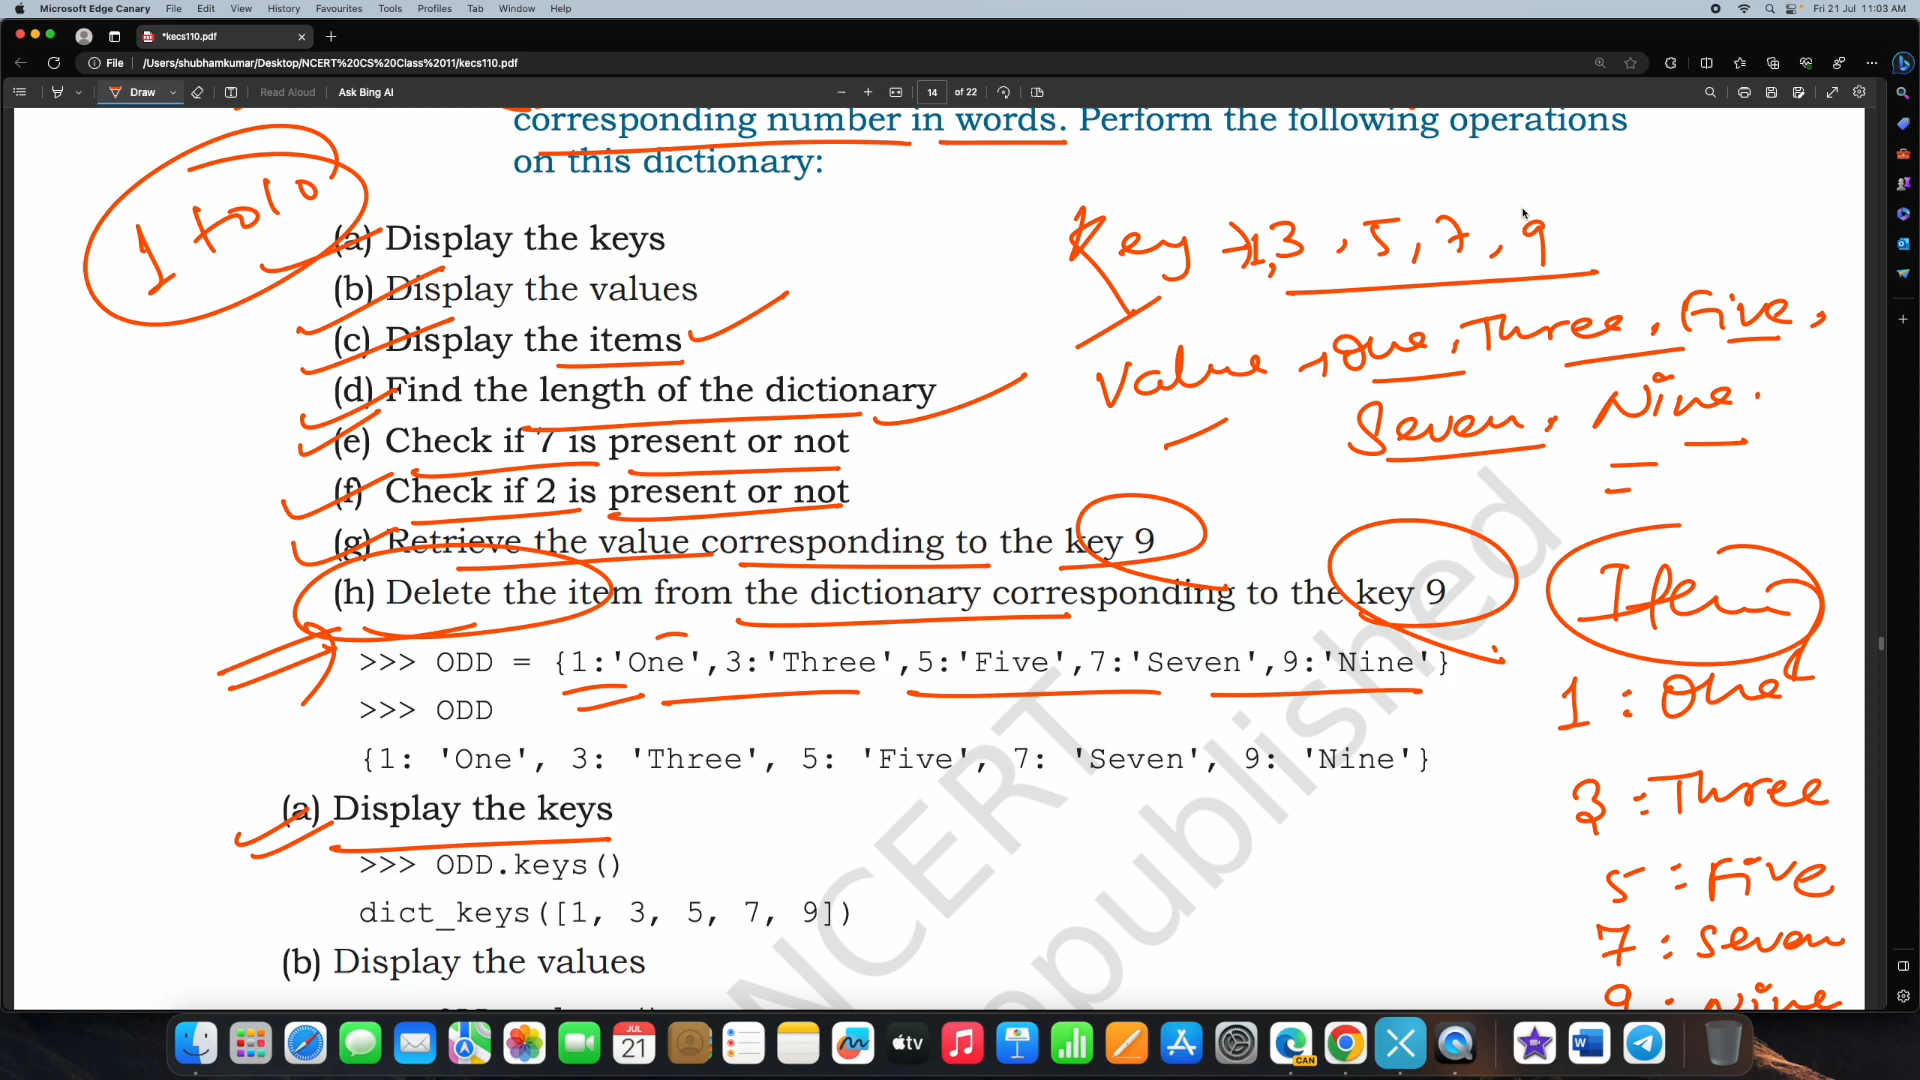 Microsoft Edge Canary File Edit View History Favourites Tools Profiles Tab Window Help Fri 21 Jul 11:03 AM
*kecs110.pdf
File /Users/shubhamkumar/Desktop/NCERT%20CS%20Class%2011/kecs110.pdf
Draw Read Aloud Ask Bing AI 14 of 22
corresponding number in words. Perform the following operations
on this dictionary:
1 to 10
(a) Display the keys
(b) Display the values
(c) Display the items
(d) Find the length of the dictionary
(e) Check if 7 is present or not
(f) Check if 2 is present or not
(g) Retrieve the value corresponding to the key 9
(h) Delete the item from the dictionary corresponding to the key 9
Key → 1,3 , 5, 7, 9
Value → One, Three, Five,
Seven, Nine.
Item
1 : One
3 : Three
5 : Five
7 : Seven
9 : Nine
>>> ODD = {1:'One',3:'Three',5:'Five',7:'Seven',9:'Nine'}
>>> ODD
{1: 'One', 3: 'Three', 5: 'Five', 7: 'Seven', 9: 'Nine'}
(a) Display the keys
>>> ODD.keys()
dict_keys([1, 3, 5, 7, 9])
(b) Display the values
NCERT
republished
JUL
21
tv
CAN
W